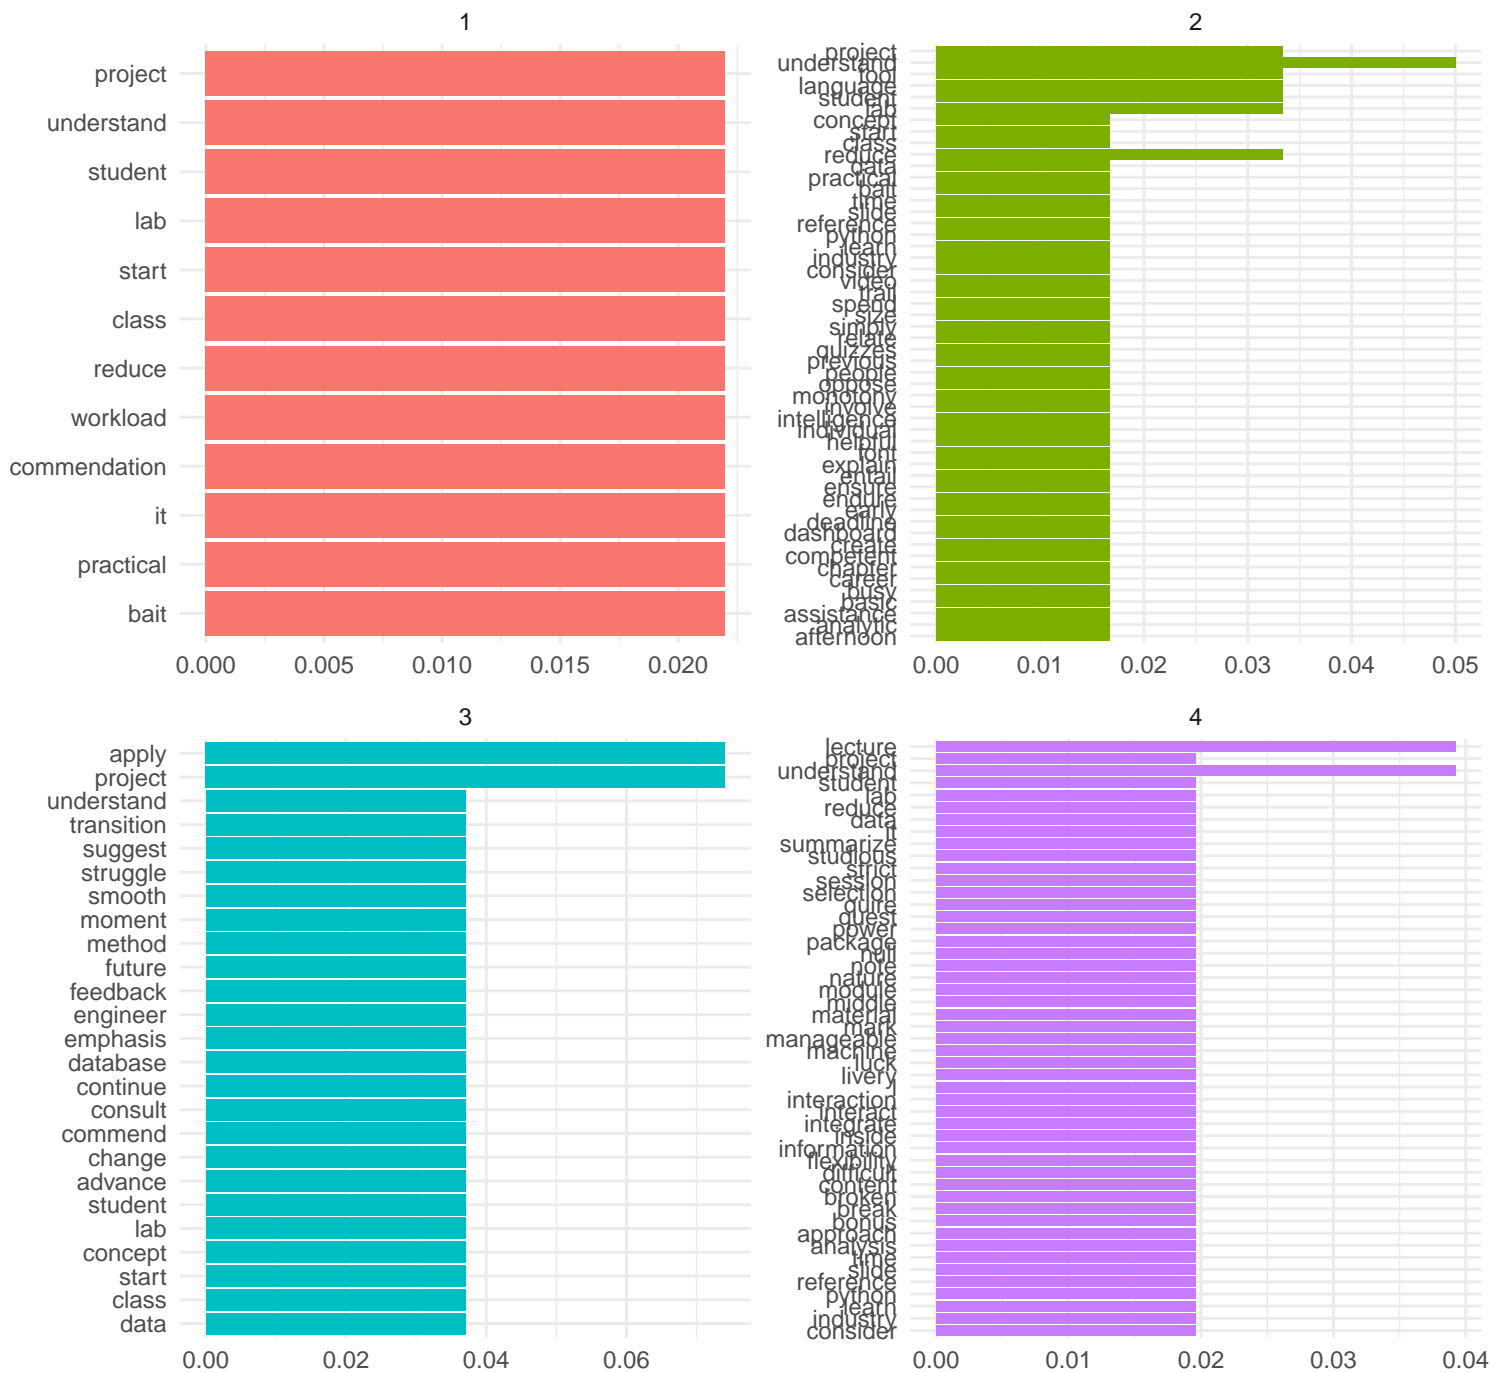 1
project
understand
student
lab
start
class
reduce
workload
commendation
it
practical
bait
0.000 0.005 0.010 0.015 0.020
2
project
understand
tool
language
student
lab
concept
start
class
reduce
data
practical
bait
time
slide
reference
python
learn
industry
consider
video
trail
spend
size
simply
relate
quizzes
previous
people
oppose
monotony
involve
intelligence
individual
helpful
font
explain
entail
ensure
endure
early
deadline
dashboard
create
competent
chapter
career
busy
basic
assistance
analytic
afternoon
0.00 0.01 0.02 0.03 0.04 0.05
3
apply
project
understand
transition
suggest
struggle
smooth
moment
method
future
feedback
engineer
emphasis
database
continue
consult
commend
change
advance
student
lab
concept
start
class
data
0.00 0.02 0.04 0.06
4
lecture
project
understand
student
lab
reduce
data
it
summarize
studious
strict
session
selection
quire
quest
power
package
null
note
nature
module
middle
material
mark
manageable
machine
luck
livery
l
interaction
interact
integrate
inside
information
flexibility
difficult
content
broken
break
bonus
approach
analysis
time
slide
reference
python
learn
industry
consider
0.00 0.01 0.02 0.03 0.04